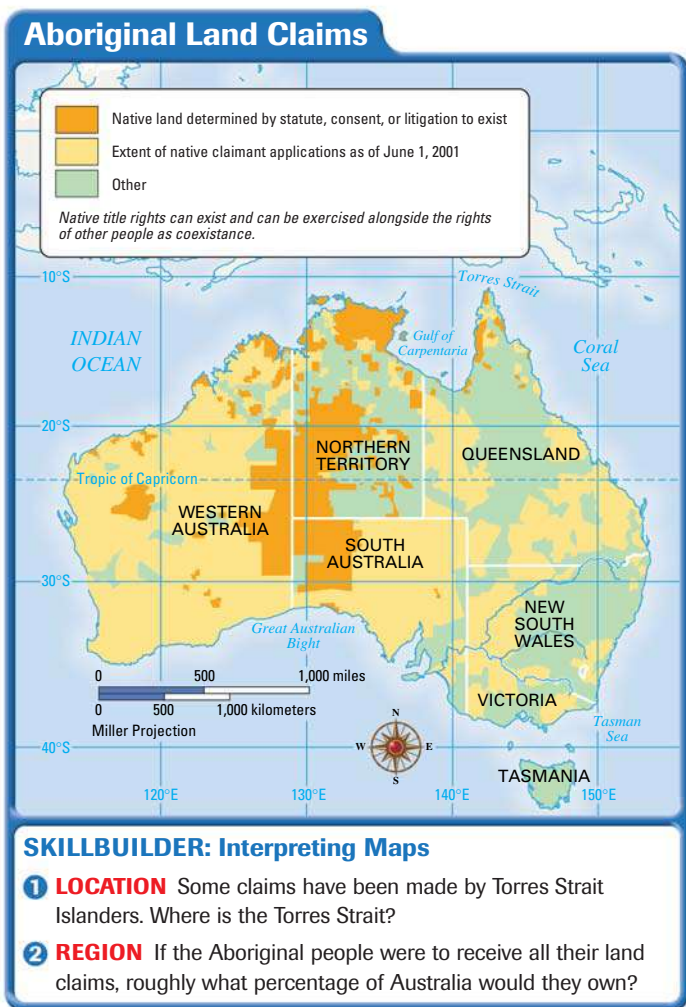 Aboriginal Land Claims
Native land determined by statute, consent, or litigation to exist
Extent of native claimant applications as of June 1, 2001
Other
Native title rights can exist and can be exercised alongside the rights
of other people as coexistance.
10°S
Torres Strait
INDIAN
OCEAN
Gulf of
Carpentaria
Coral
Sea
20°S
NORTHERN
TERRITORY
QUEENSLAND
Tropic of Capricorn
WESTERN
AUSTRALIA
SOUTH
AUSTRALIA
30°S
NEW
SOUTH
WALES
Great Australian
Bight
0 500 1,000 miles
0 500 1,000 kilometers
Miller Projection
VICTORIA
N
W E
S
Tasman
Sea
40°S
TASMANIA
120°E 130°E 140°E 150°E
SKILLBUILDER: Interpreting Maps
1 LOCATION Some claims have been made by Torres Strait
Islanders. Where is the Torres Strait?
2 REGION If the Aboriginal people were to receive all their land
claims, roughly what percentage of Australia would they own?